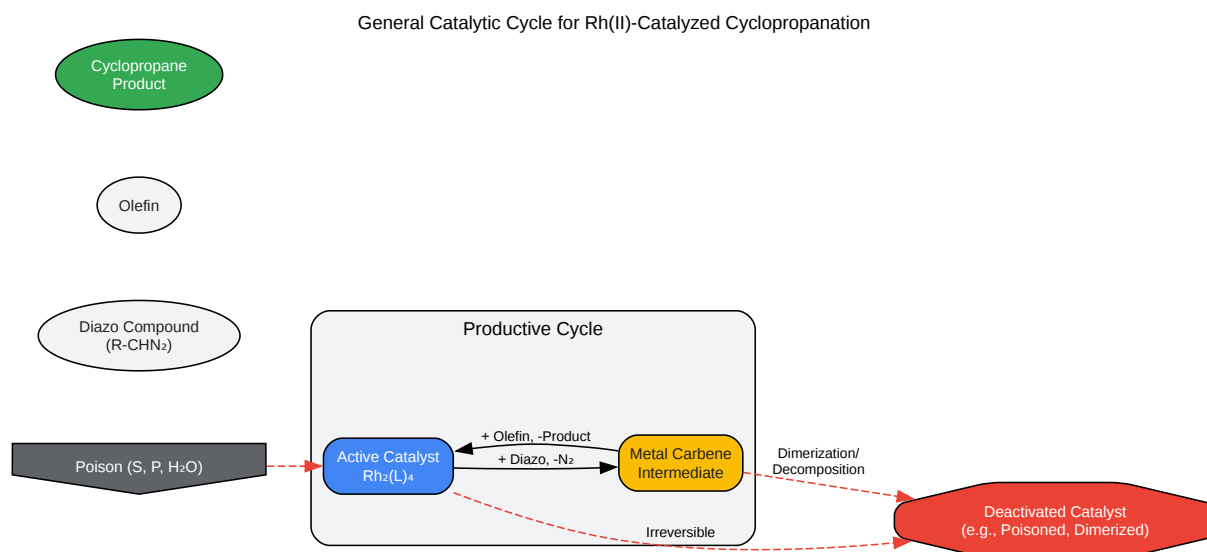 General Catalytic Cycle for Rh(II)-Catalyzed Cyclopropanation
Cyclopropane
Product
Olefin
Diazo Compound
(R-CHN₂)
Poison (S, P, H₂O)
Productive Cycle
Active Catalyst
Rh₂(L)₄
+ Olefin, -Product
+ Diazo, -N₂
Metal Carbene
Intermediate
Dimerization/
Decomposition
Irreversible
Deactivated Catalyst
(e.g., Poisoned, Dimerized)